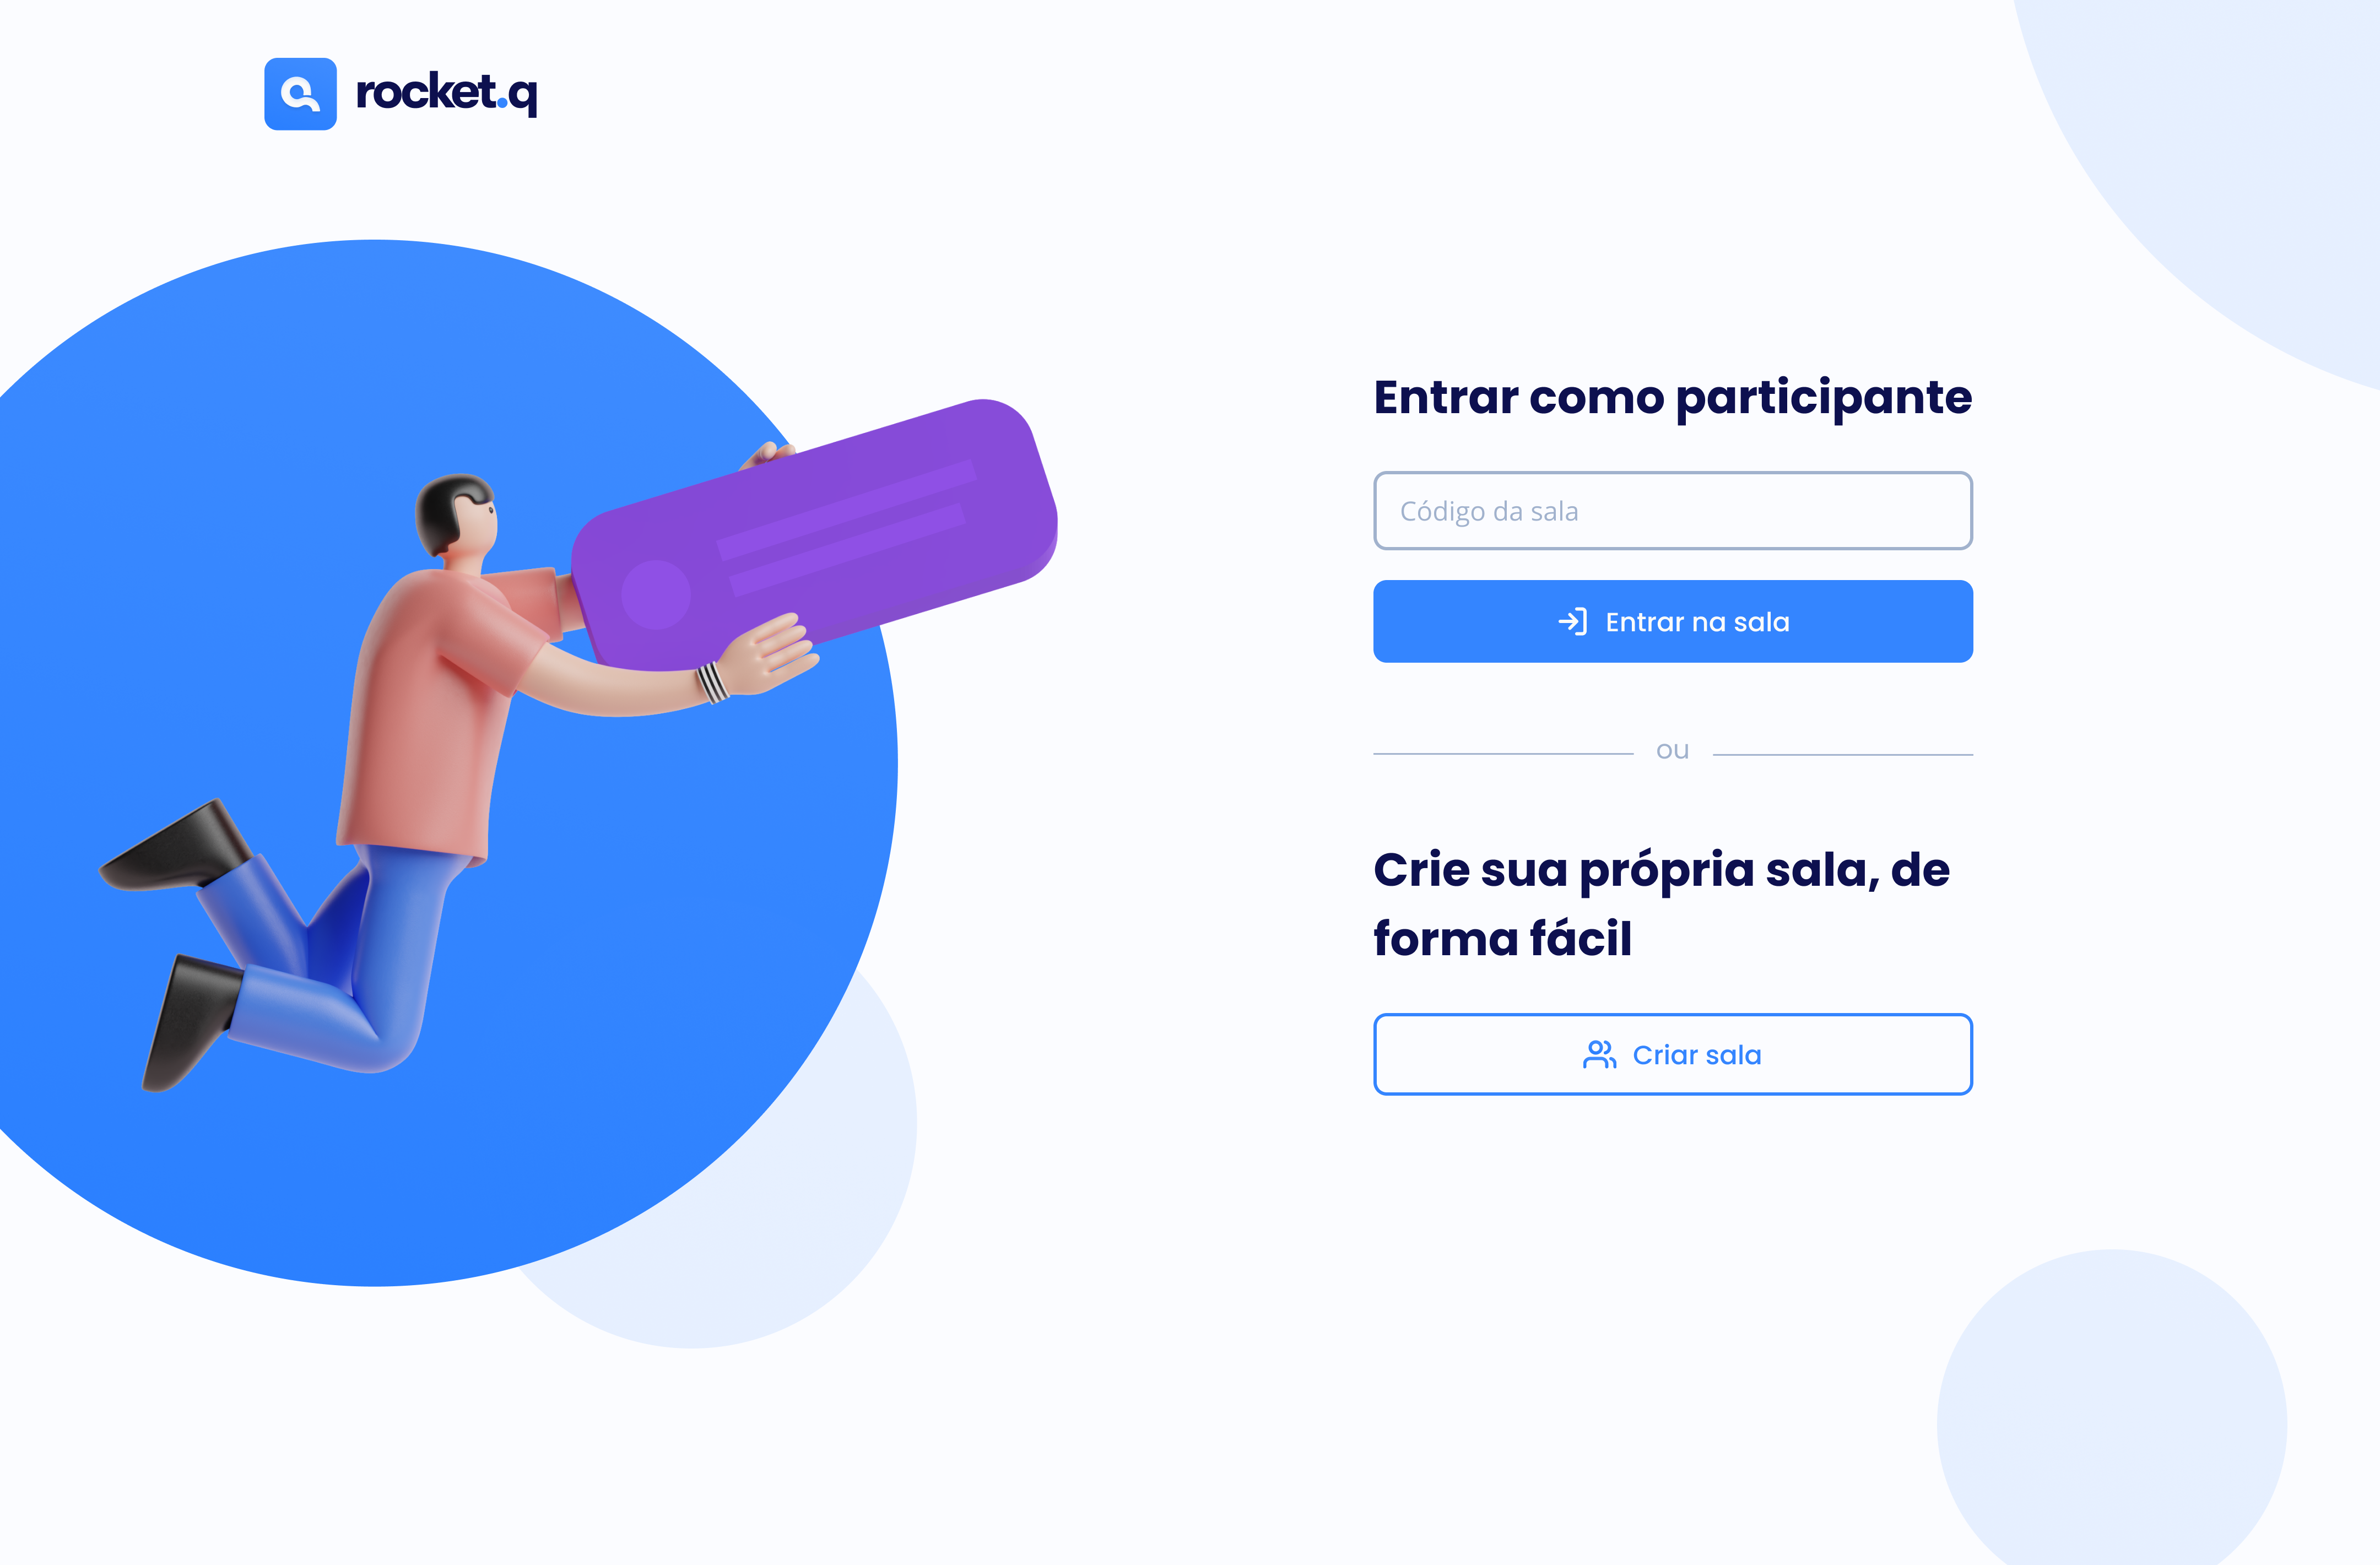 rocket.q
Entrar como participante
Código da sala
Entrar na sala
ou
Crie sua própria sala, de
forma fácil
Criar sala